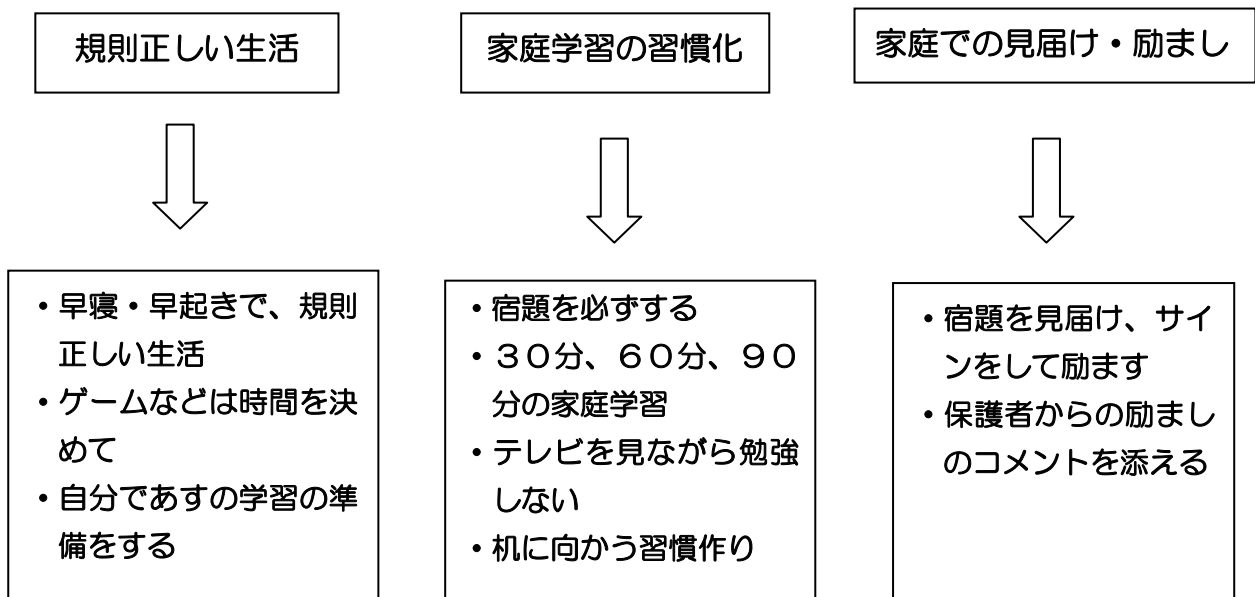 規則正しい生活
家庭学習の習慣化
家庭での見届け・励まし
・早寝・早起きで、規則
正しい生活
・ゲームなどは時間を決
めて
・自分であすの学習の準
備をする
・宿題を必ずする
・３０分、６０分、９０
分の家庭学習
・テレビを見ながら勉強
しない
・机に向かう習慣作り
・宿題を見届け、サイ
ンをして励ます
・保護者からの励まし
のコメントを添える